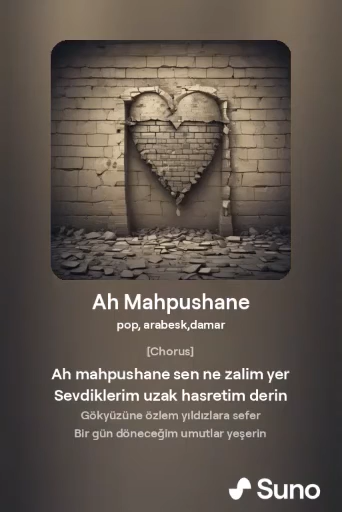 Ah Mahpushane
pop, arabesk,damar
[Chorus]
Ah mahpushane sen ne zalim yer
Sevdiklerim uzak hasretim derin
Gökyüzüne özlem yıldızlara sefer
Bir gün döneceğim umutlar yeşerin
Suno